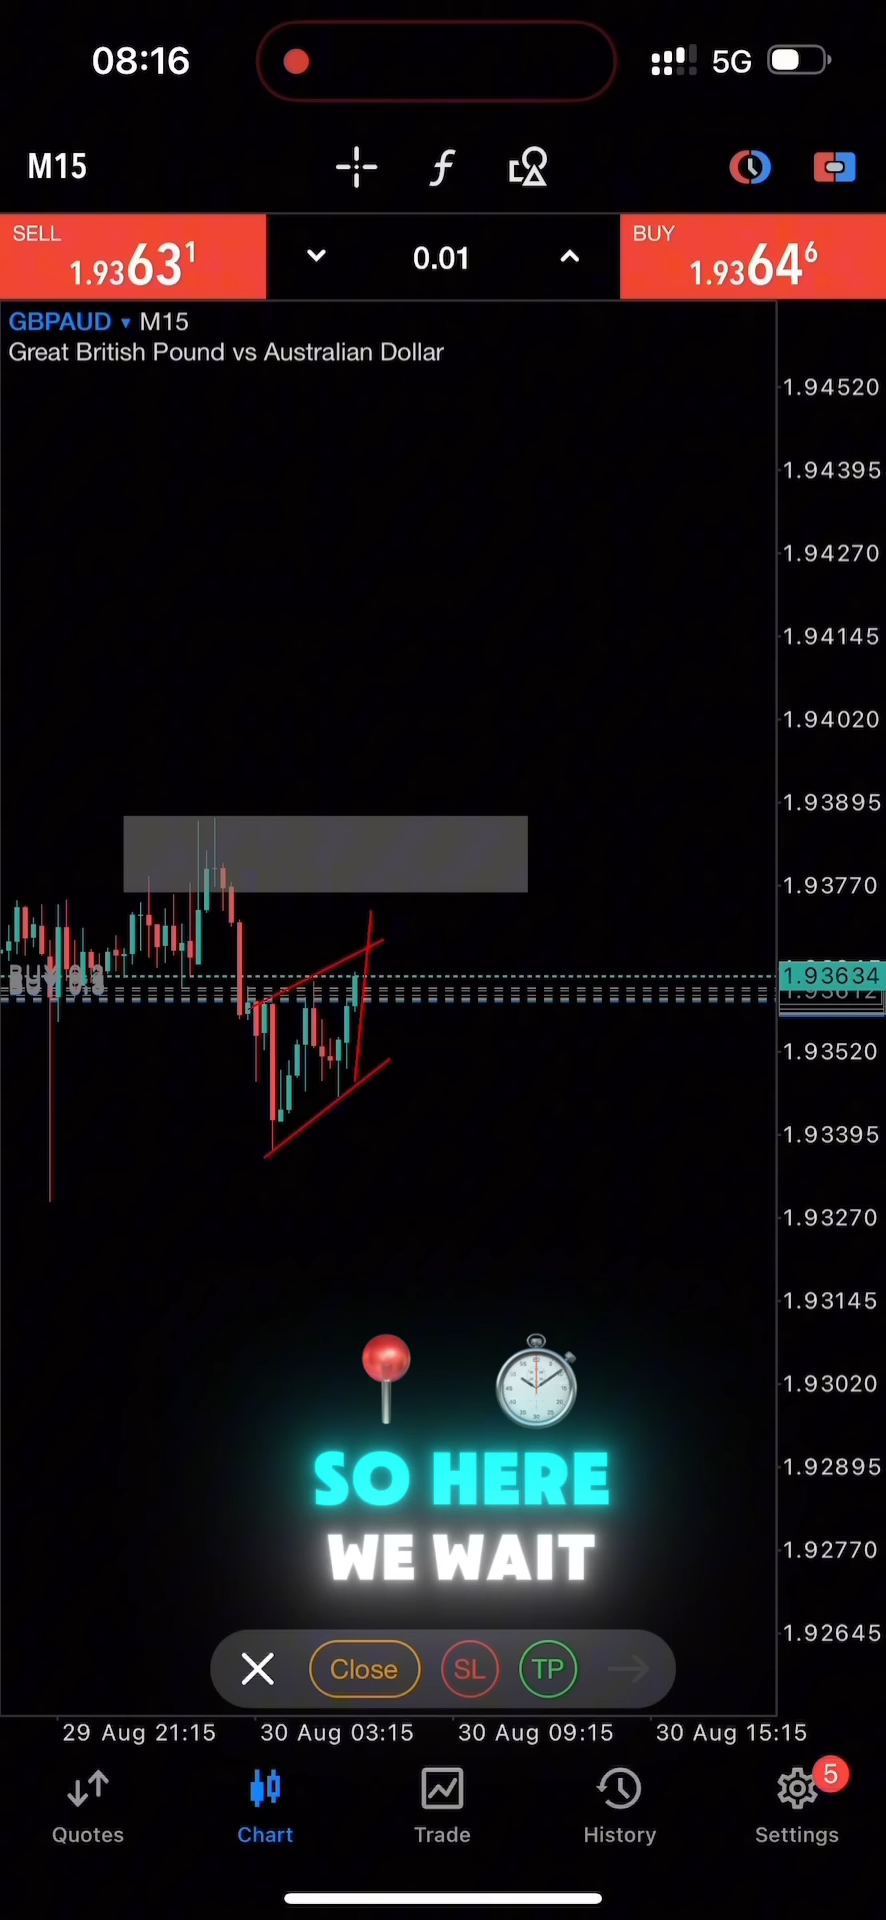 08:16
5G
M15
SELL
1.93631
0.01
BUY
1.93646
GBPAUD ▾ M15
Great British Pound vs Australian Dollar
1.94520
1.94395
1.94270
1.94145
1.94020
1.93895
1.93770
1.93634
1.93520
1.93395
1.93270
1.93145
1.93020
1.92895
1.92770
1.92645
SO HERE
WE WAIT
Close
SL
TP
29 Aug 21:15
30 Aug 03:15
30 Aug 09:15
30 Aug 15:15
5
Quotes
Chart
Trade
History
Settings